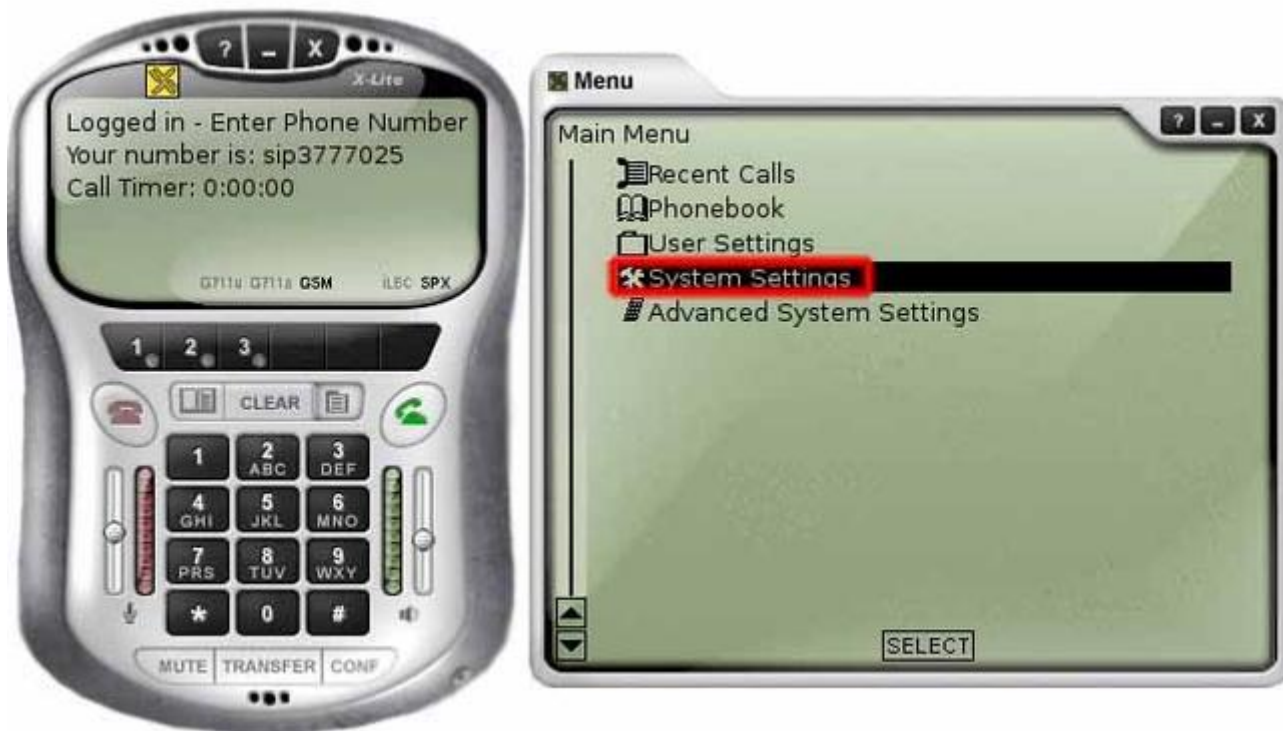 ? - X
X-Lite
Logged in - Enter Phone Number
Your number is: sip3777025
Call Timer: 0:00:00
G711u G711a GSM iLBC SPX
1 2 3
CLEAR
1 2 3
ABC DEF
4 5 6
GHI JKL MNO
7 8 9
PRS TUV WXY
* 0 #
MUTE TRANSFER CONF
Menu
? - X
Main Menu
Recent Calls
Phonebook
User Settings
System Settings
Advanced System Settings
SELECT